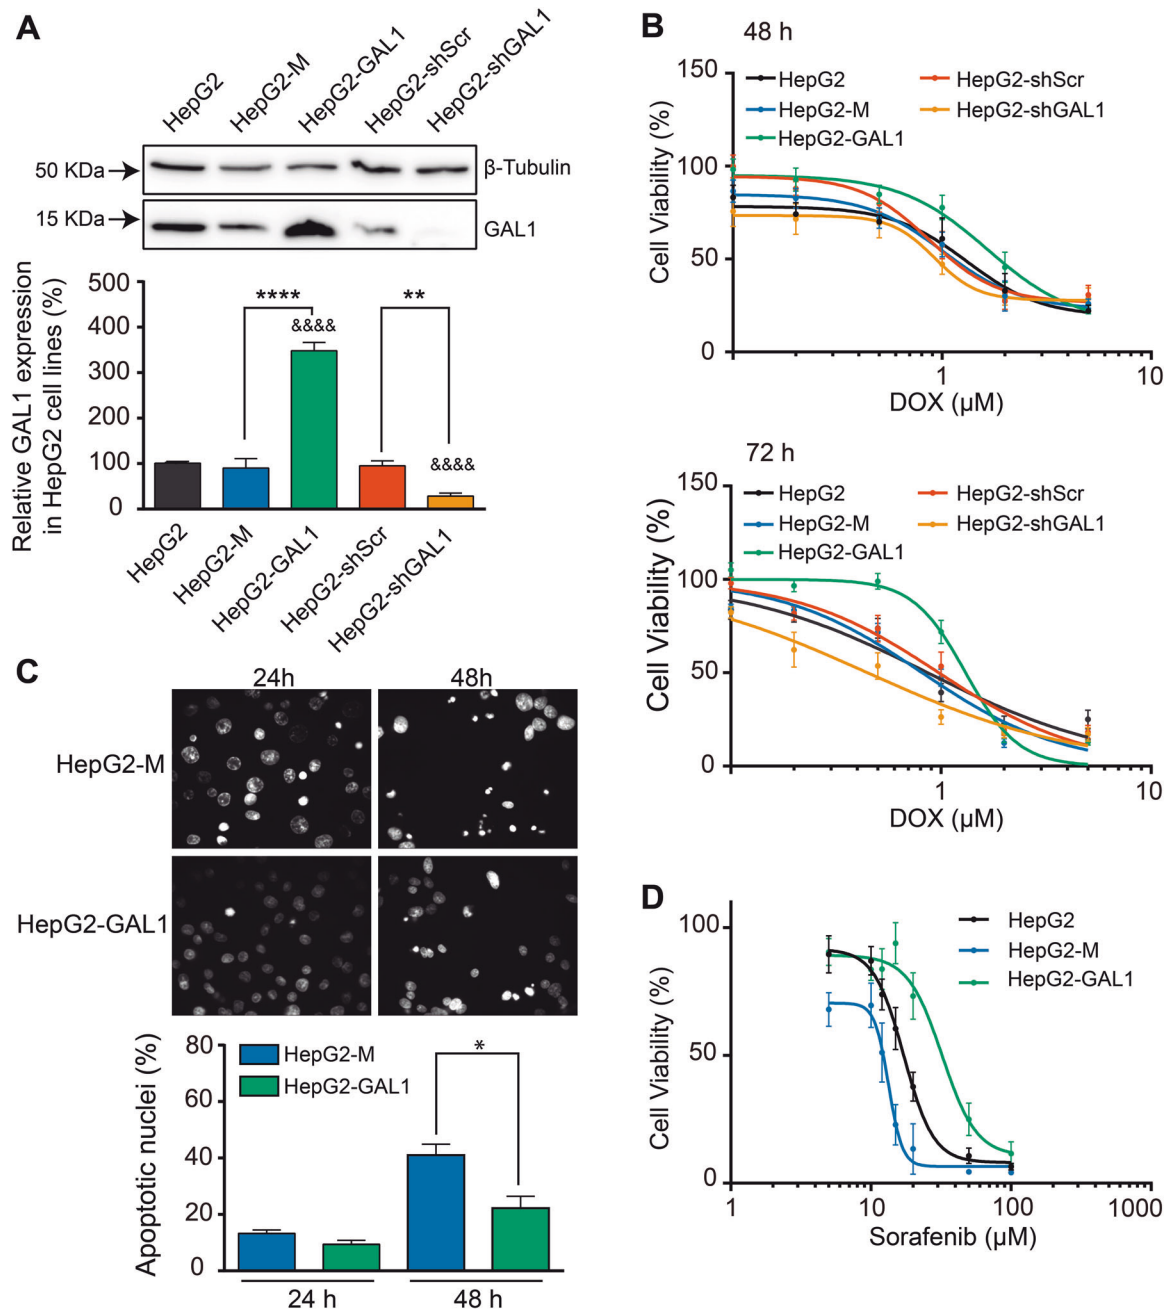 A
HepG2
HepG2-M
HepG2-GAL1
HepG2-shScr
HepG2-shGAL1
50 KDa
β-Tubulin
15 KDa
GAL1
Relative GAL1 expression
in HepG2 cell lines (%)
500
400
300
200
100
0
****
**
&&&&
&&&&
HepG2
HepG2-M
HepG2-GAL1
HepG2-shScr
HepG2-shGAL1
B
48 h
Cell Viability (%)
150
100
50
0
HepG2
HepG2-M
HepG2-GAL1
HepG2-shScr
HepG2-shGAL1
1
10
DOX (µM)
72 h
Cell Viability (%)
150
100
50
0
HepG2
HepG2-M
HepG2-GAL1
HepG2-shScr
HepG2-shGAL1
1
10
DOX (µM)
C
24h
48h
HepG2-M
HepG2-GAL1
Apoptotic nuclei (%)
80
60
40
20
0
HepG2-M
HepG2-GAL1
*
24 h
48 h
D
Cell Viability (%)
100
50
0
HepG2
HepG2-M
HepG2-GAL1
1
10
100
1000
Sorafenib (µM)